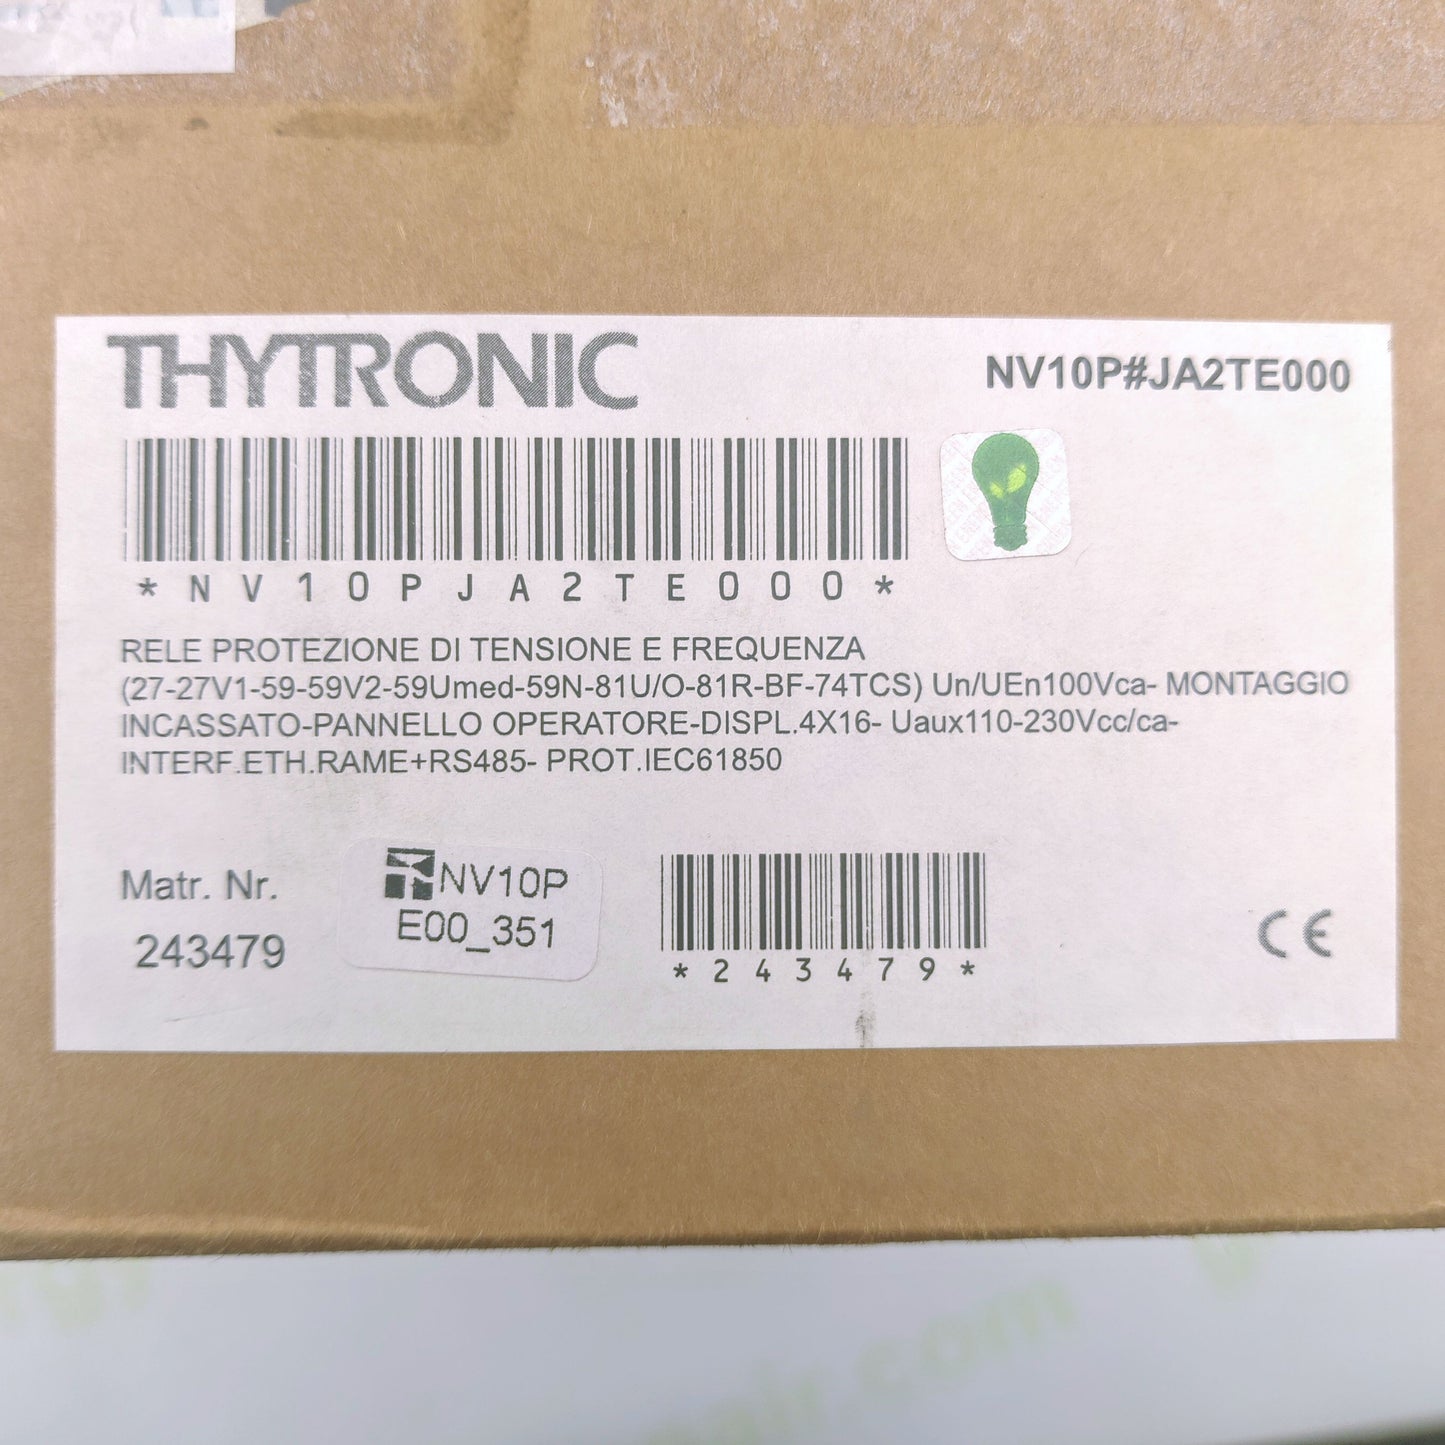 THYTRONIC
NV10P#JA2TE000
*NV10PJA2TE000*
RELE PROTEZIONE DI TENSIONE E FREQUENZA
(27-27V1-59-59V2-59Umed-59N-81U/O-81R-BF-74TCS) Un/UEn100Vca- MONTAGGIO
INCASSATO-PANNELLO OPERATORE-DISPL.4X16- Uaux110-230Vcc/ca-
INTERF.ETH.RAME+RS485- PROT.IEC61850
Matr. Nr.
243479
NV10P
E00_351
*243479*
CE
air.com